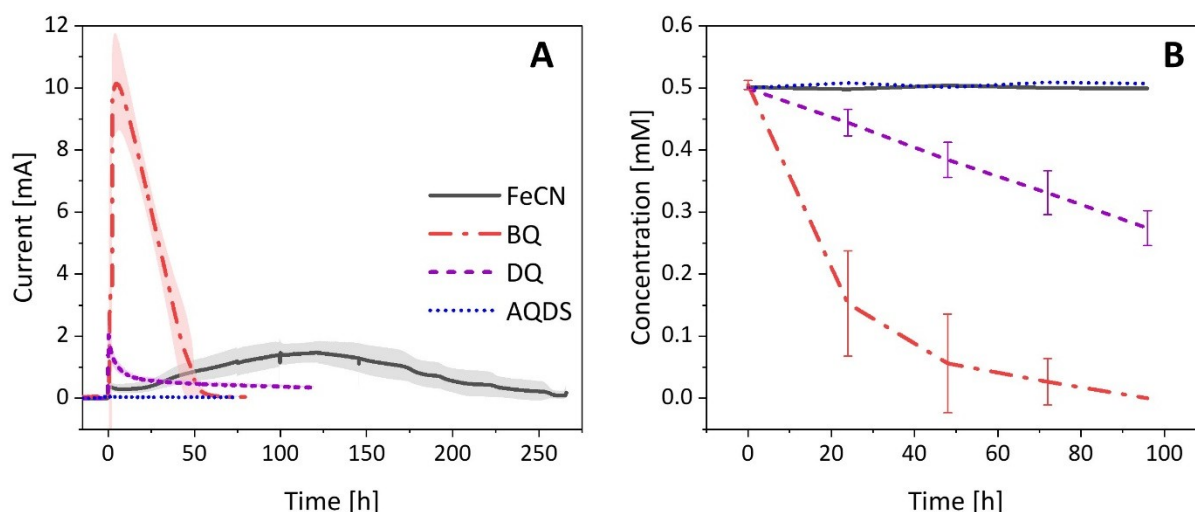 A
12
10
8
6
4
2
0
Current [mA]
FeCN
BQ
DQ
AQDS
0 50 100 150 200 250
Time [h]
B
0.6
0.5
0.4
0.3
0.2
0.1
0.0
Concentration [mM]
0 20 40 60 80 100
Time [h]